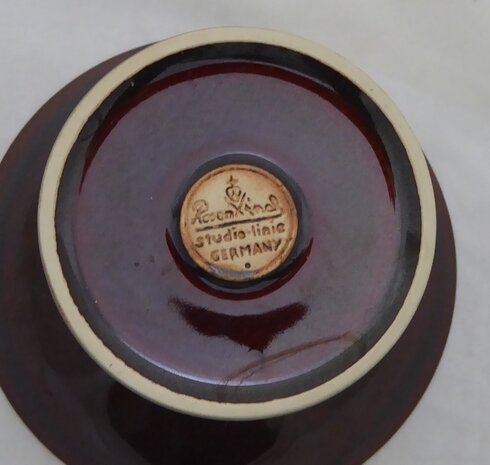 Rosenthal
studio-linie
GERMANY